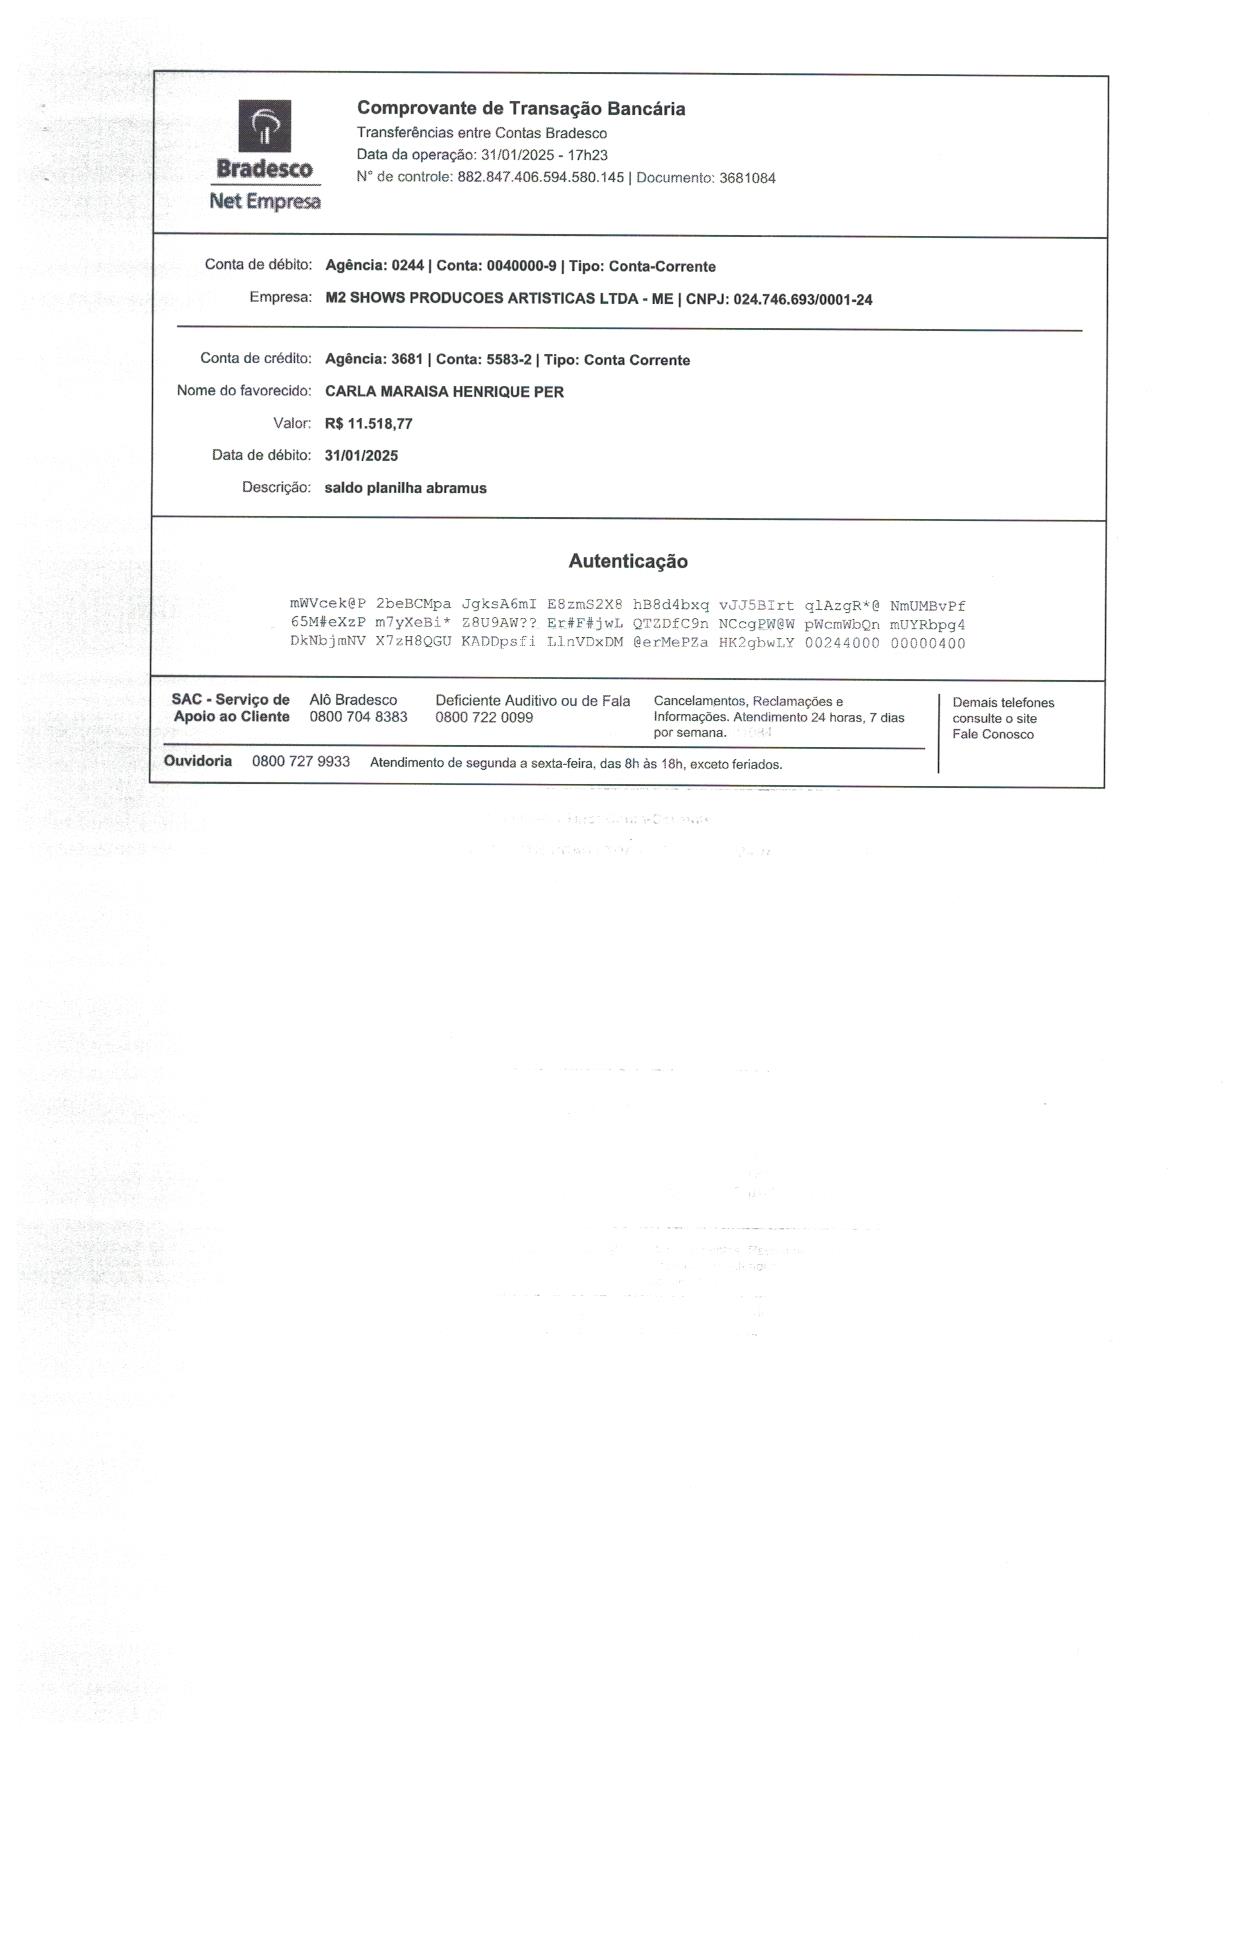 Bradesco
Net Empresa
Comprovante de Transação Bancária
Transferências entre Contas Bradesco
Data da operação: 31/01/2025 - 17h23
N° de controle: 882.847.406.594.580.145 | Documento: 3681084
Conta de débito: Agência: 0244 | Conta: 0040000-9 | Tipo: Conta-Corrente
Empresa: M2 SHOWS PRODUCOES ARTISTICAS LTDA - ME | CNPJ: 024.746.693/0001-24
Conta de crédito: Agência: 3681 | Conta: 5583-2 | Tipo: Conta Corrente
Nome do favorecido: CARLA MARAISA HENRIQUE PER
Valor: R$ 11.518,77
Data de débito: 31/01/2025
Descrição: saldo planilha abramus
Autenticação
mWVcek@P 2beBCMpa JgksA6mI E8zmS2X8 hB8d4bxq vJJ5BIrt qlAzgR*@ NmUMBvPf
65M#eXzP m7yXeBi* Z8U9AW?? Er#F#jwL QTZDfC9n NCcgPW@W pWcmWbQn mUYRbpg4
DkNbjmNV X7zH8QGU KADDpsfi LlnVDxDM @erMePZa HK2gbwLY 00244000 00000400
SAC - Serviço de Apoio ao Cliente
Alô Bradesco
0800 704 8383
Deficiente Auditivo ou de Fala
0800 722 0099
Cancelamentos, Reclamações e
Informações. Atendimento 24 horas, 7 dias
por semana.
Demais telefones
consulte o site
Fale Conosco
Ouvidoria 0800 727 9933 Atendimento de segunda a sexta-feira, das 8h às 18h, exceto feriados.